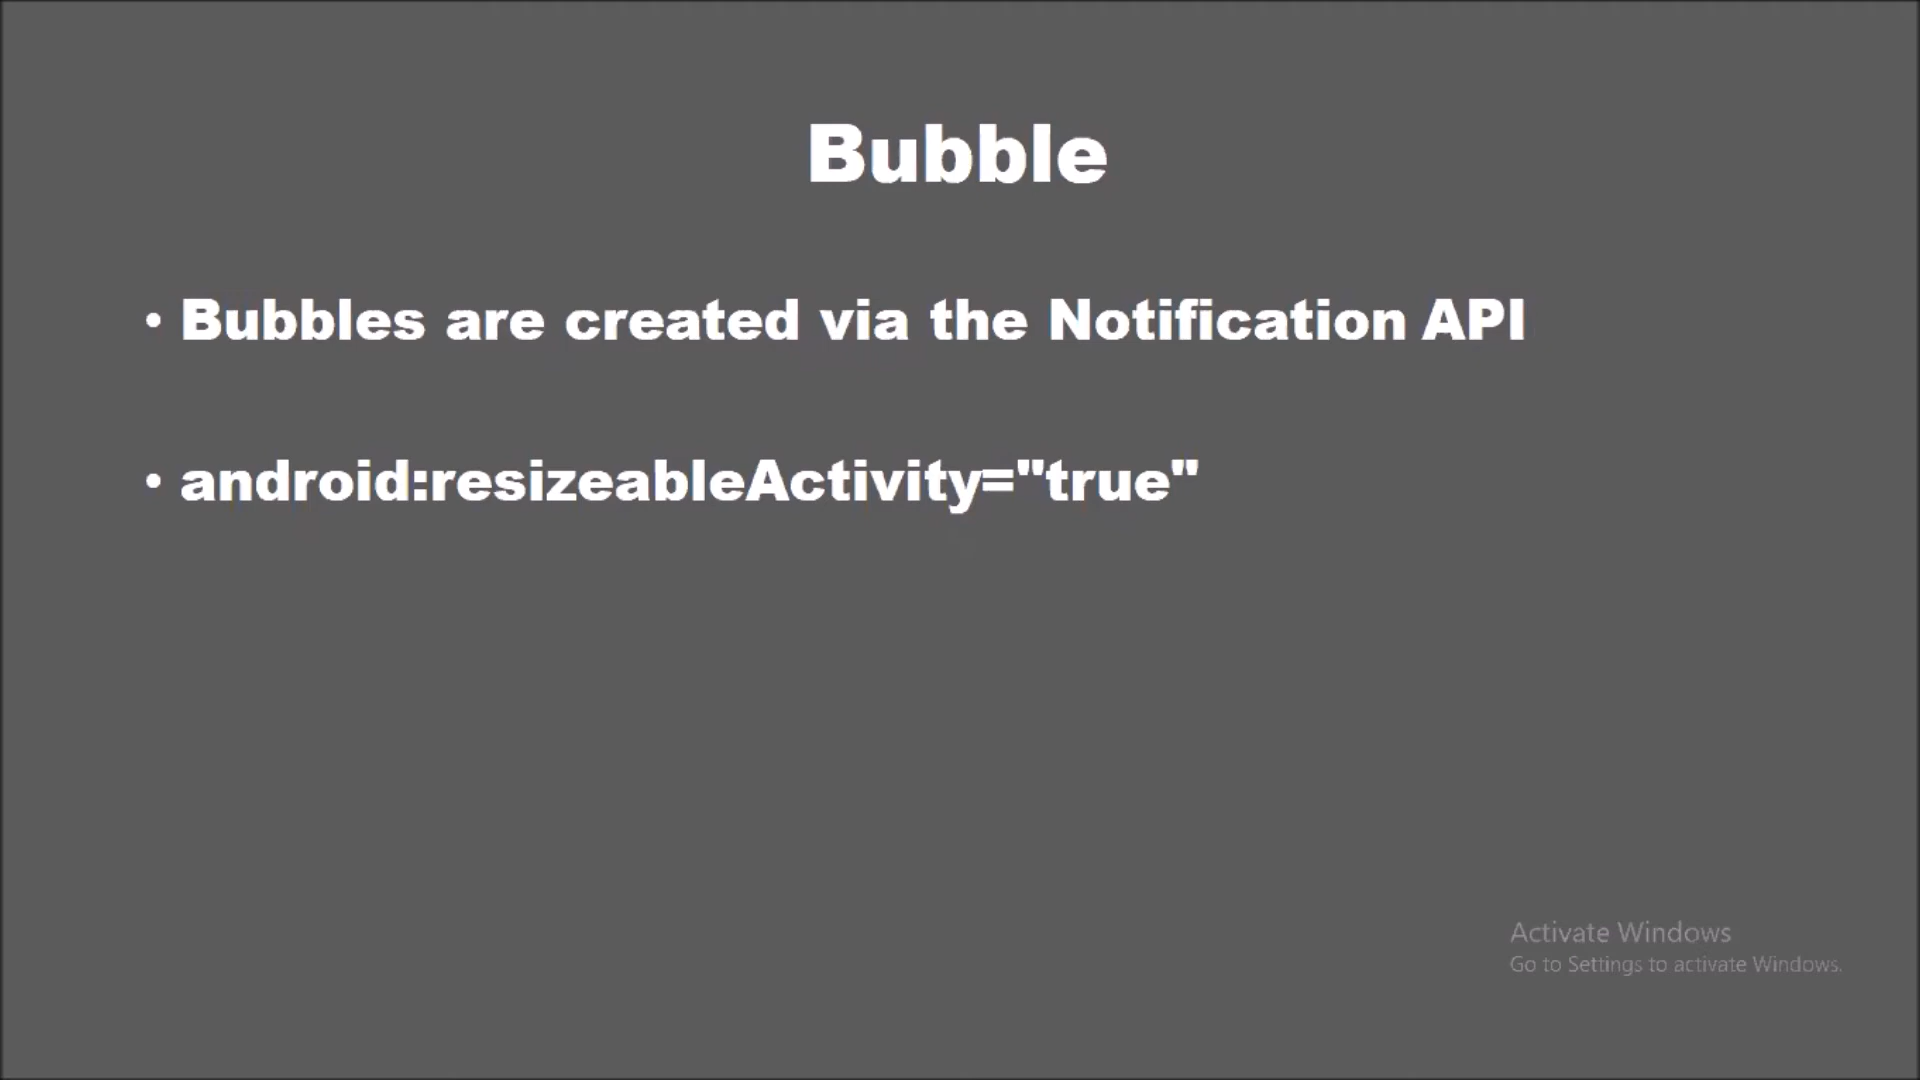 Bubble
• Bubbles are created via the Notification API
• android:resizeableActivity="true"
Activate Windows
Go to Settings to activate Windows.